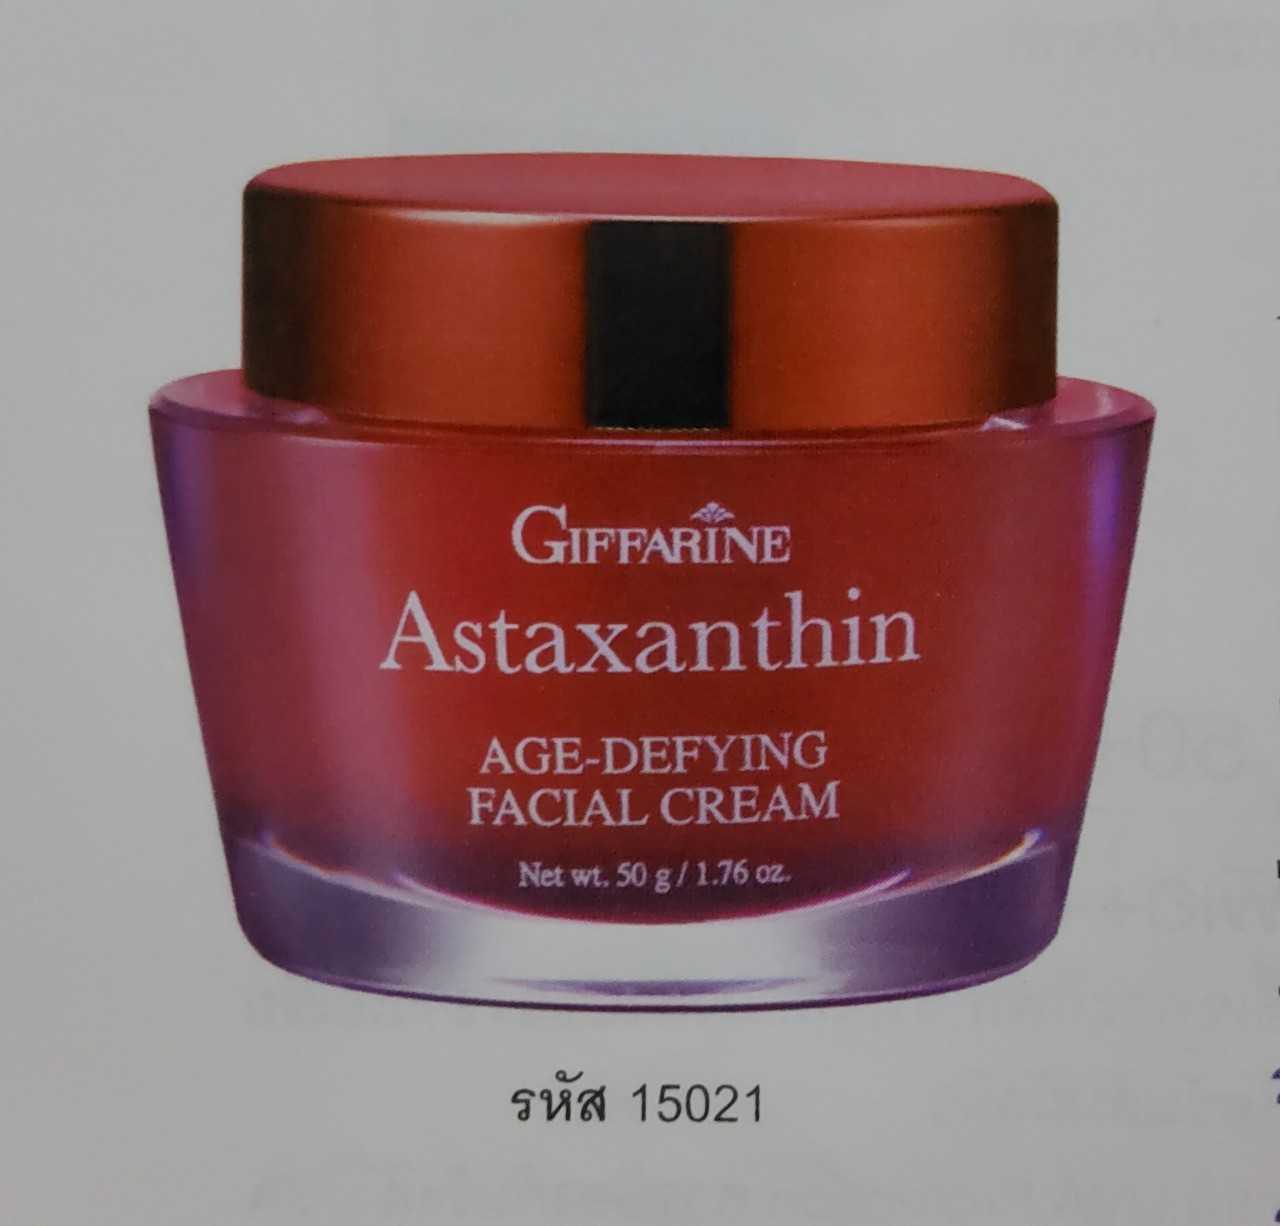 GIFFARINE
Astaxanthin
AGE-DEFYING
FACIAL CREAM
Net wt. 50 g / 1.76 oz.
รหัส 15021